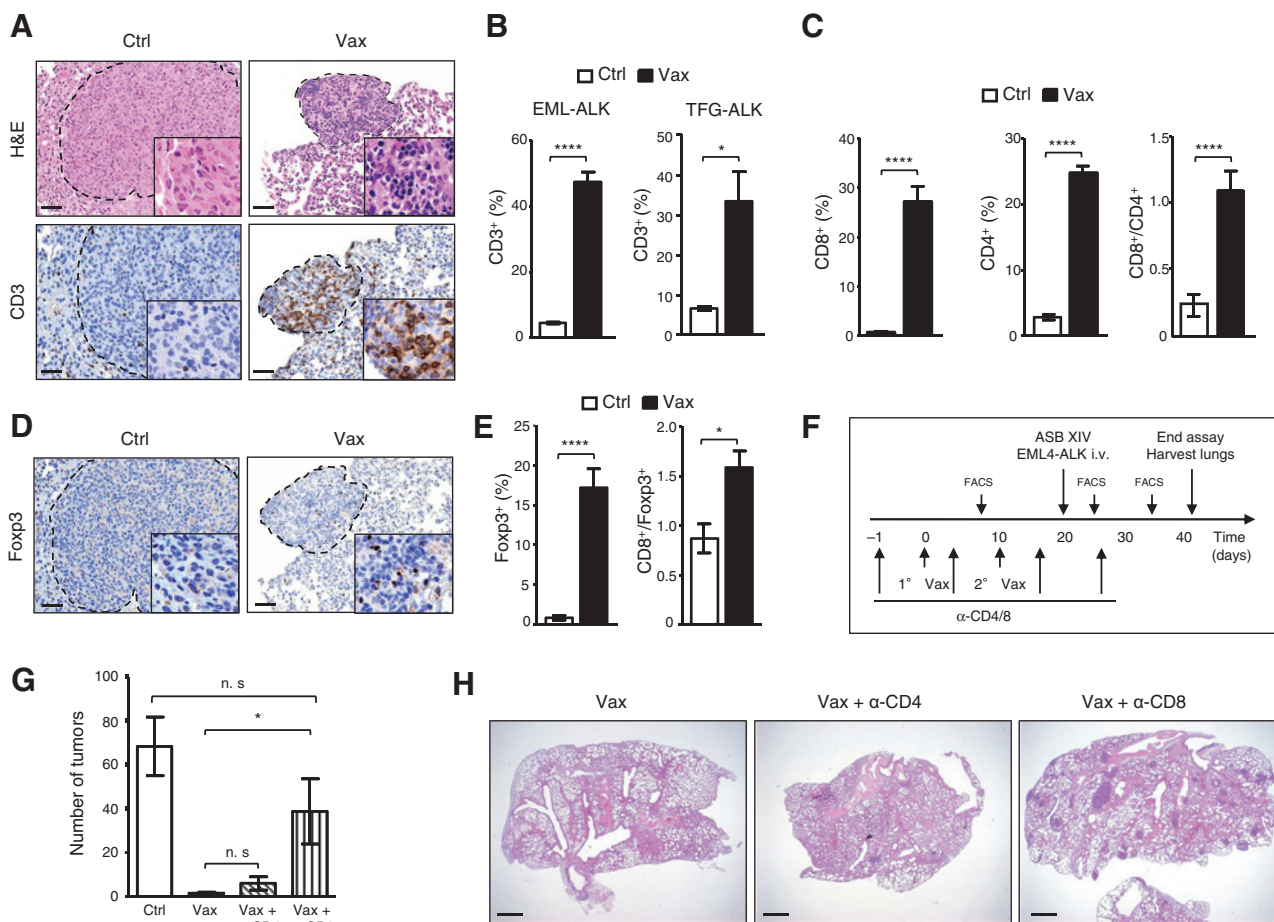 A
Ctrl
Vax
H&E
CD3
B
Ctrl Vax
EML-ALK
TFG-ALK
CD3⁺ (%)
60
40
20
0
****
CD3⁺ (%)
50
40
30
20
10
0
*
C
Ctrl Vax
CD8⁺ (%)
40
30
20
10
0
****
CD4⁺ (%)
30
20
10
0
****
CD8⁺/CD4⁺
1.5
1.0
0.5
0
****
D
Ctrl
Vax
Foxp3
E
Ctrl Vax
Foxp3⁺ (%)
25
20
15
10
5
0
****
CD8⁺/Foxp3⁺
2.0
1.5
1.0
0.5
0
*
F
ASB XIV
EML4-ALK i.v.
End assay
Harvest lungs
FACS
FACS
FACS
–1 0 10 20 30 40 Time
(days)
1° Vax 2° Vax
α-CD4/8
G
Number of tumors
100
80
60
40
20
0
n. s
*
n. s
Ctrl Vax Vax + Vax +
H
Vax
Vax + α-CD4
Vax + α-CD8